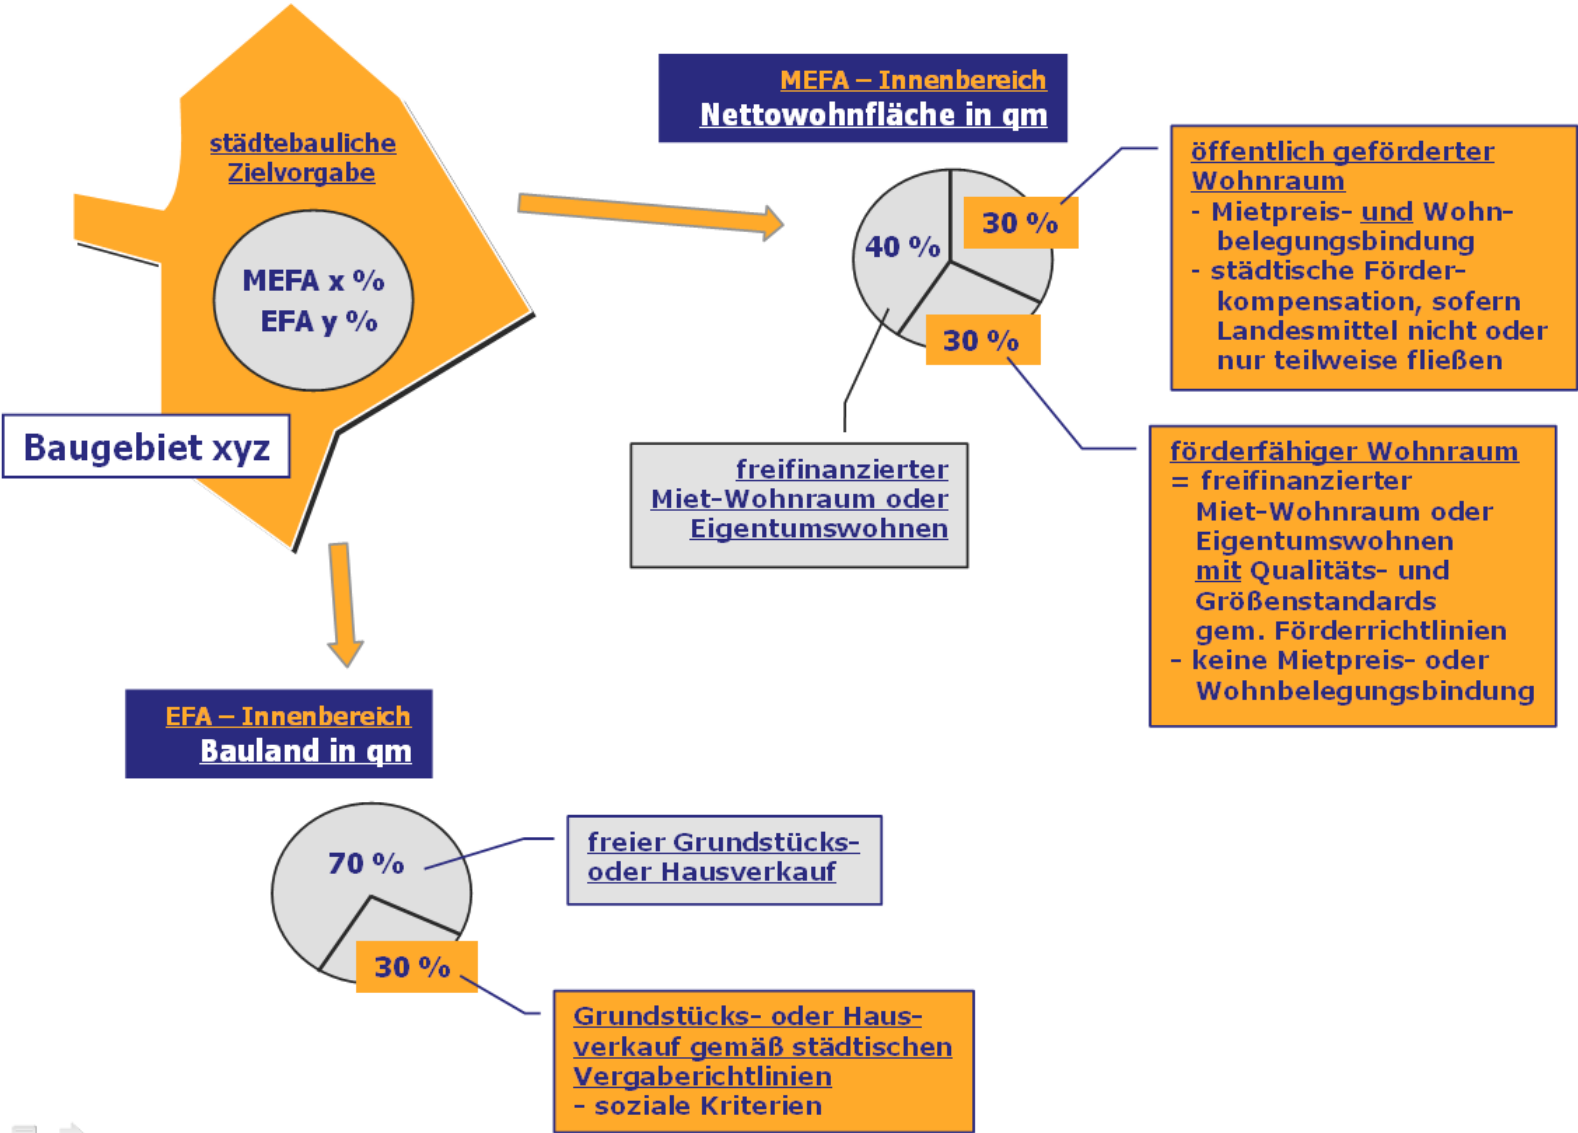 städtebauliche
Zielvorgabe
MEFA x %
EFA y %
Baugebiet xyz
MEFA – Innenbereich
Nettowohnfläche in qm
40 %
30 %
30 %
öffentlich geförderter
Wohnraum
- Mietpreis- und Wohn-
belegungsbindung
- städtische Förder-
kompensation, sofern
Landesmittel nicht oder
nur teilweise fließen
freifinanzierter
Miet-Wohnraum oder
Eigentumswohnen
förderfähiger Wohnraum
= freifinanzierter
Miet-Wohnraum oder
Eigentumswohnen
mit Qualitäts- und
Größenstandards
gem. Förderrichtlinien
- keine Mietpreis- oder
Wohnbelegungsbindung
EFA – Innenbereich
Bauland in qm
70 %
30 %
freier Grundstücks-
oder Hausverkauf
Grundstücks- oder Haus-
verkauf gemäß städtischen
Vergaberichtlinien
- soziale Kriterien